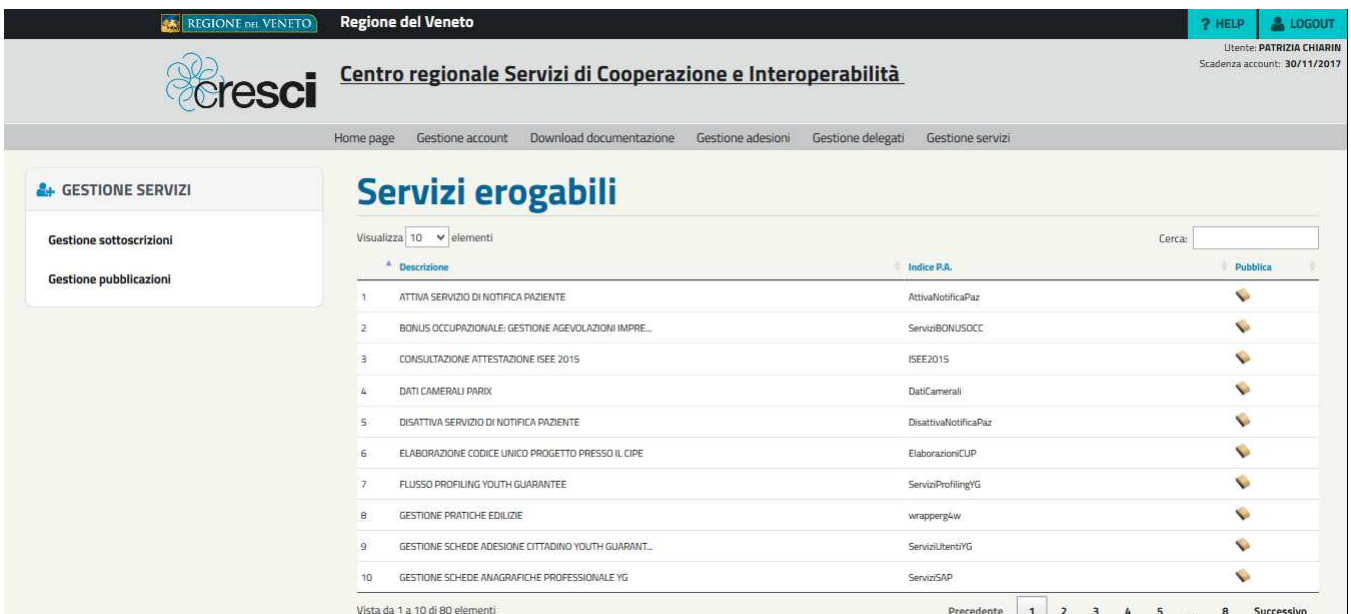 REGIONE DEL VENETO Regione del Veneto ? HELP LOGOUT
Utente: PATRIZIA CHIARIN
Scadenza account: 30/11/2017
cresci Centro regionale Servizi di Cooperazione e Interoperabilità
Home page Gestione account Download documentazione Gestione adesioni Gestione delegati Gestione servizi
GESTIONE SERVIZI
Gestione sottoscrizioni
Gestione pubblicazioni
Servizi erogabili
Visualizza 10 elementi Cerca:
Descrizione Indice P.A. Pubblica
1 ATTIVA SERVIZIO DI NOTIFICA PAZIENTE AttivaNotificaPaz
2 BONUS OCCUPAZIONALE: GESTIONE AGEVOLAZIONI IMPRE... ServiziBONUSOCC
3 CONSULTAZIONE ATTESTAZIONE ISEE 2015 ISEE2015
4 DATI CAMERALI PARIX DatiCamerali
5 DISATTIVA SERVIZIO DI NOTIFICA PAZIENTE DisattivaNotificaPaz
6 ELABORAZIONE CODICE UNICO PROGETTO PRESSO IL CIPE ElaborazioniCUP
7 FLUSSO PROFILING YOUTH GUARANTEE ServiziProfilingYG
8 GESTIONE PRATICHE EDILIZIE wrapperg4w
9 GESTIONE SCHEDE ADESIONE CITTADINO YOUTH GUARANT... ServiziUtentiYG
10 GESTIONE SCHEDE ANAGRAFICHE PROFESSIONALE YG ServiziSAP
Vista da 1 a 10 di 80 elementi Precedente 1 2 3 4 5 ... 8 Successivo